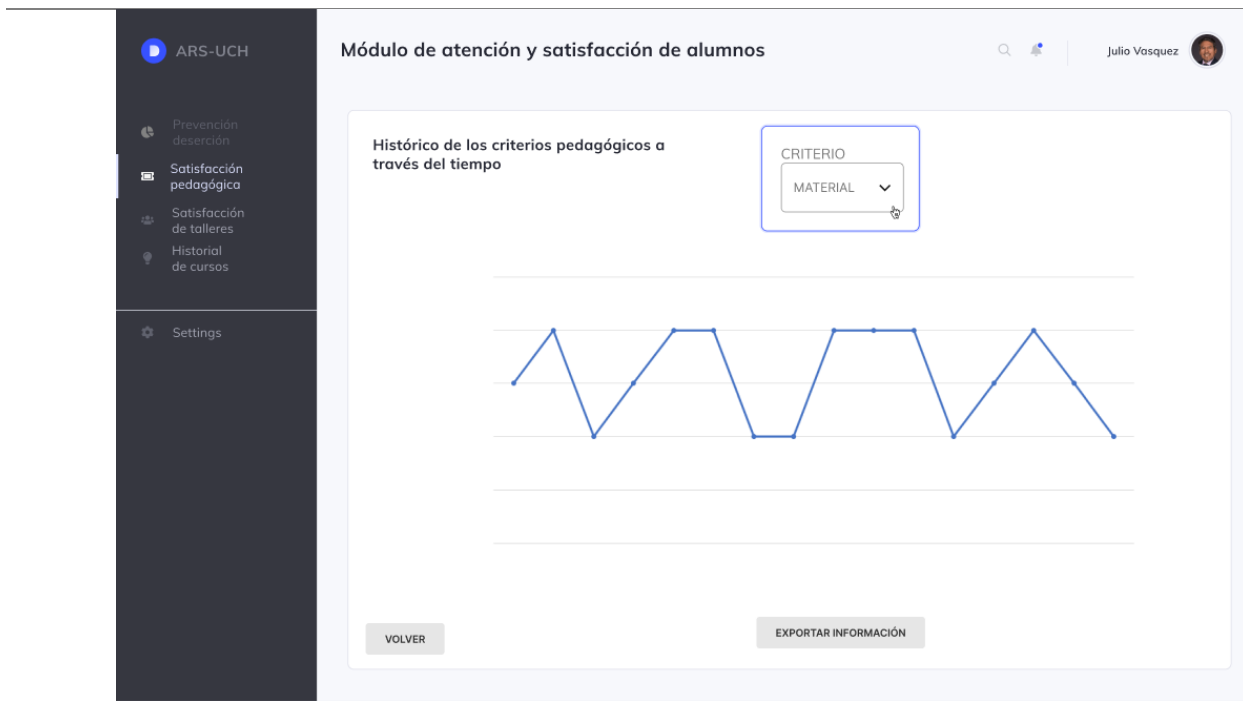 ARS-UCH
Módulo de atención y satisfacción de alumnos
Julio Vasquez
Prevención
deserción
Satisfacción
pedagógica
Satisfacción
de talleres
Historial
de cursos
Settings
Histórico de los criterios pedagógicos a
través del tiempo
CRITERIO
MATERIAL
VOLVER
EXPORTAR INFORMACIÓN